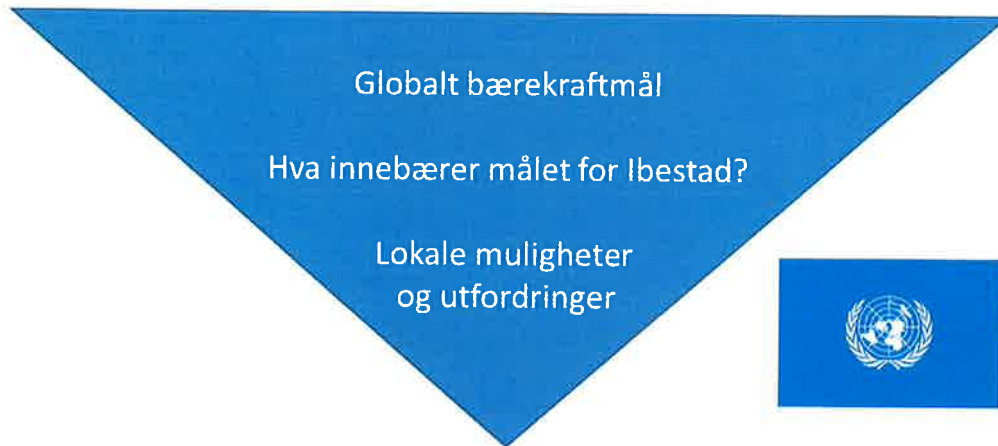 Globalt bærekraftmål
Hva innebærer målet for Ibestad?
Lokale muligheter
og utfordringer